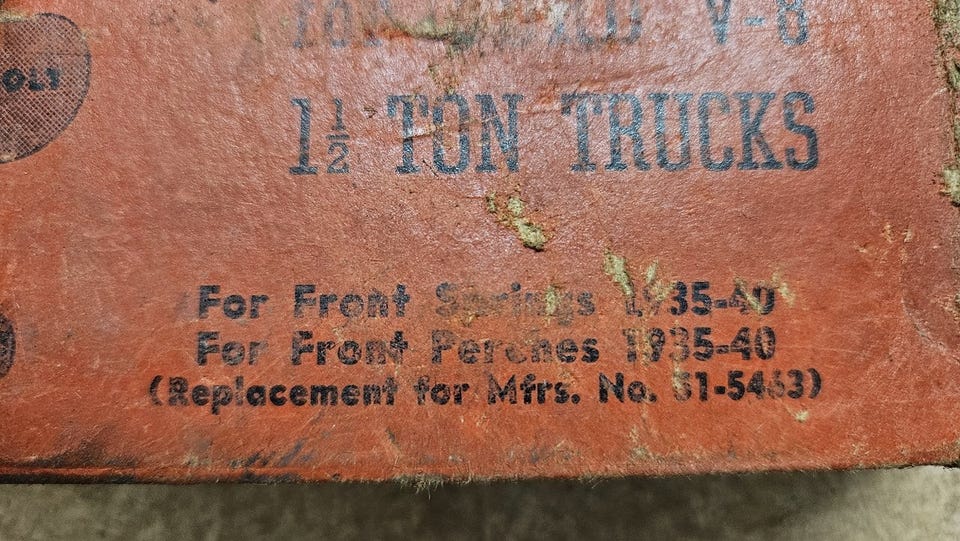 V-8
1½ TON TRUCKS
For Front Springs 1935-40
For Front Perches 1935-40
(Replacement for Mfrs. No. 51-5463)